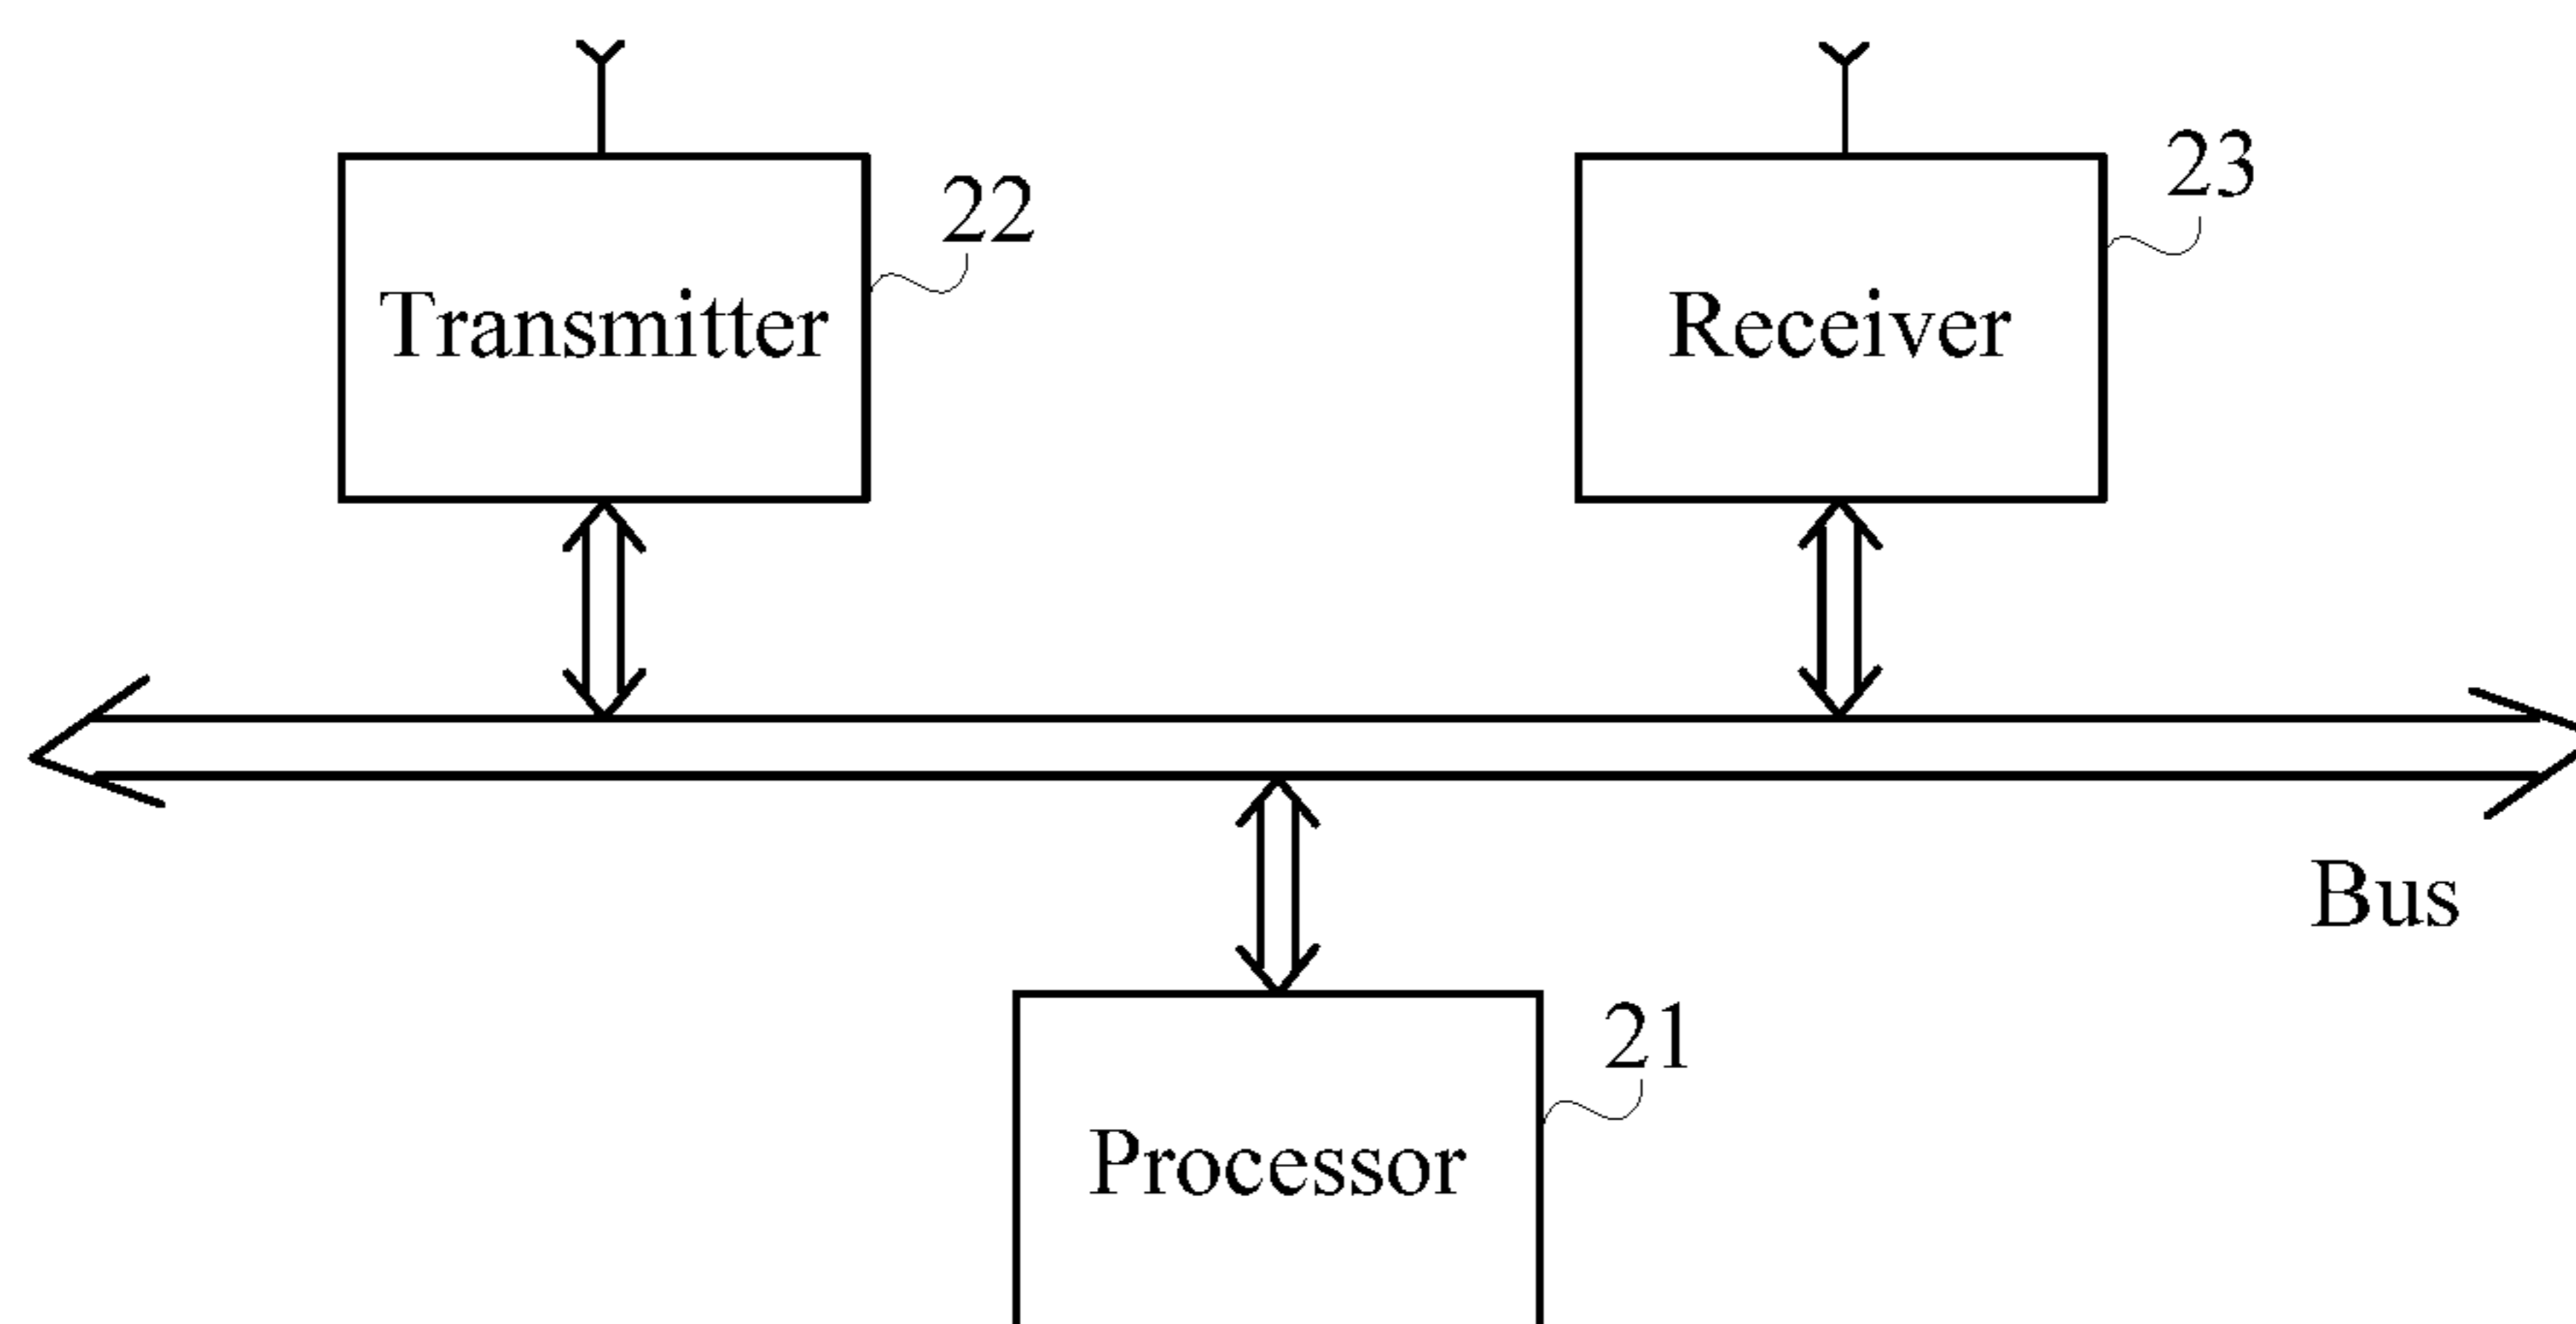 22
23
Transmitter
Receiver
Bus
21
Processor